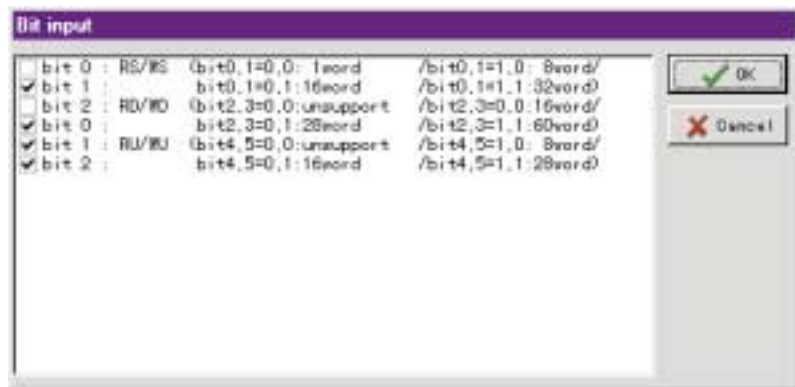 Bit input
bit 0 : RS/WS (bit0,1=0,0: 1word /bit0,1=1,0: 8word/
bit 1 : bit0,1=0,1:16word /bit0,1=1,1:32word)
bit 2 : RD/WD (bit2,3=0,0:unsupport /bit2,3=0,0:16word/
bit 0 : bit2,3=0,1:28word /bit2,3=1,1:60word)
bit 1 : RU/WU (bit4,5=0,0:unsupport /bit4,5=1,0: 8word/
bit 2 : bit4,5=0,1:16word /bit4,5=1,1:28word)
OK
Cancel